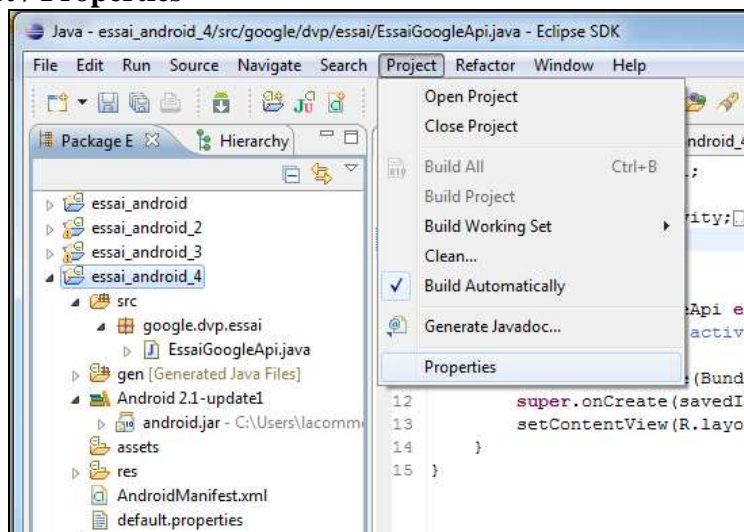 Java - essai_android_4/src/google/dvp/essai/EssaiGoogleApi.java - Eclipse SDK
File Edit Run Source Navigate Search Project Refactor Window Help
Open Project
Close Project
Build All Ctrl+B
Build Project
Build Working Set
Clean...
Build Automatically
Generate Javadoc...
Properties
Package E Hierarchy
essai_android
essai_android_2
essai_android_3
essai_android_4
src
google.dvp.essai
EssaiGoogleApi.java
gen [Generated Java Files]
Android 2.1-update1
android.jar - C:\Users\lacomme
assets
res
AndroidManifest.xml
default.properties
ndroid_4
;
ivity;
eApi e
activ
(Bund
12 super.onCreate(savedI
13 setContentView(R.layo
14 }
15 }